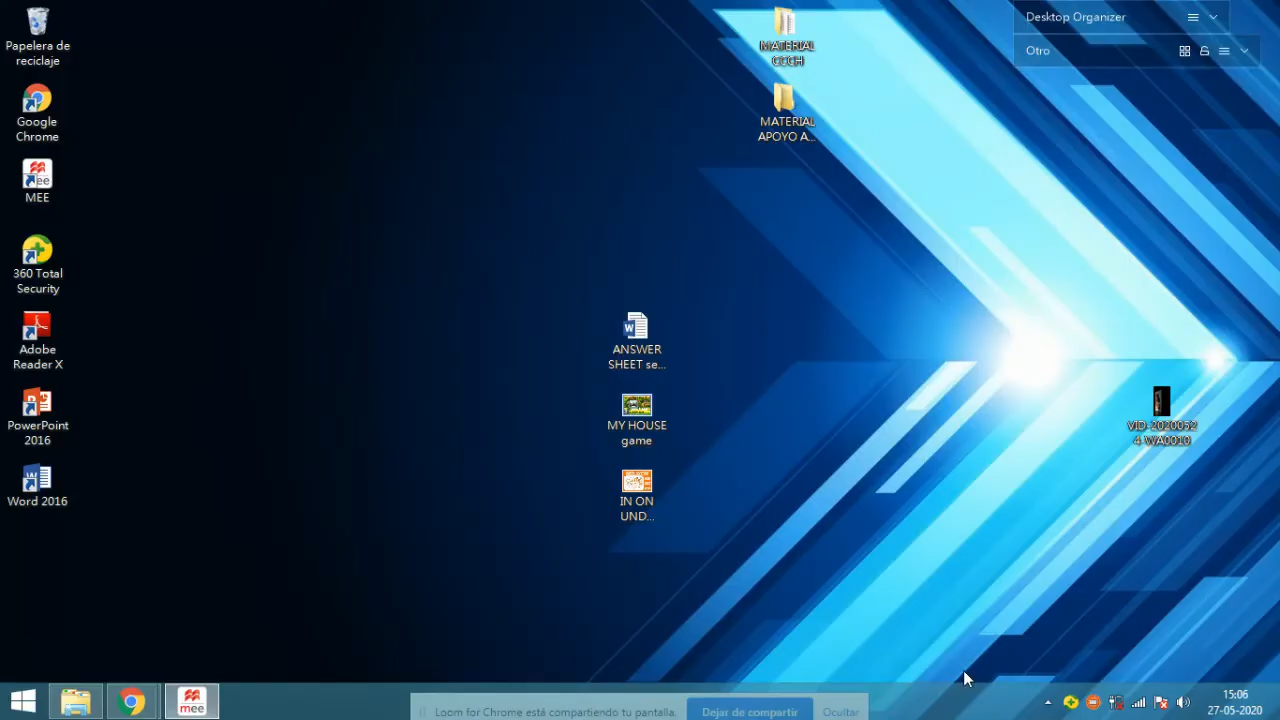 Papelera de
reciclaje
Google
Chrome
MEE
360 Total
Security
Adobe
Reader X
PowerPoint
2016
Word 2016
MATERIAL
CCCH
MATERIAL
APOYO A...
ANSWER
SHEET se...
MY HOUSE
game
IN ON
UND...
Desktop Organizer
Otro
VID-2020052
4-WA0010
mee
Loom for Chrome está compartiendo tu pantalla.
Dejar de compartir
Ocultar
15:06
27-05-2020